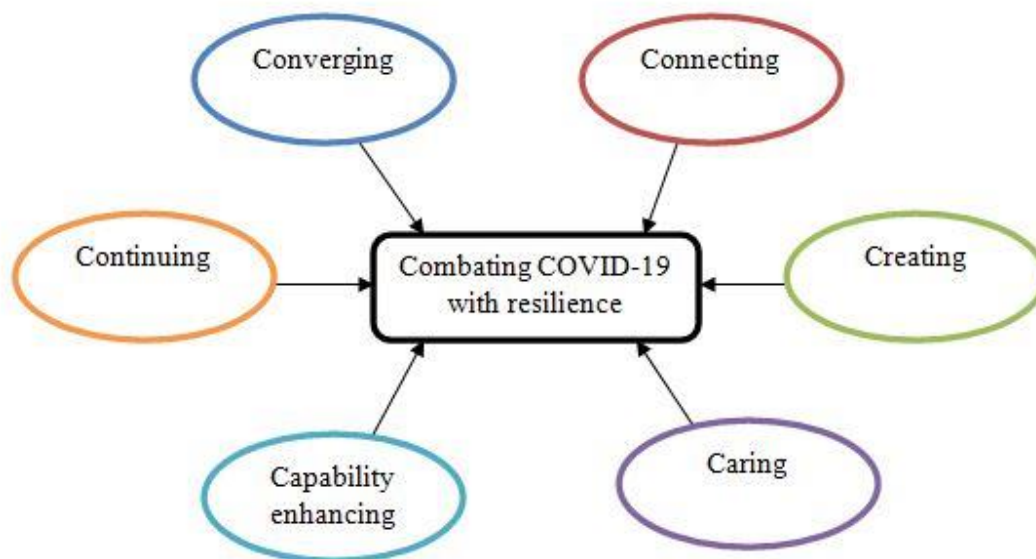 Converging
Connecting
Continuing
Combating COVID-19
with resilience
Creating
Capability
enhancing
Caring